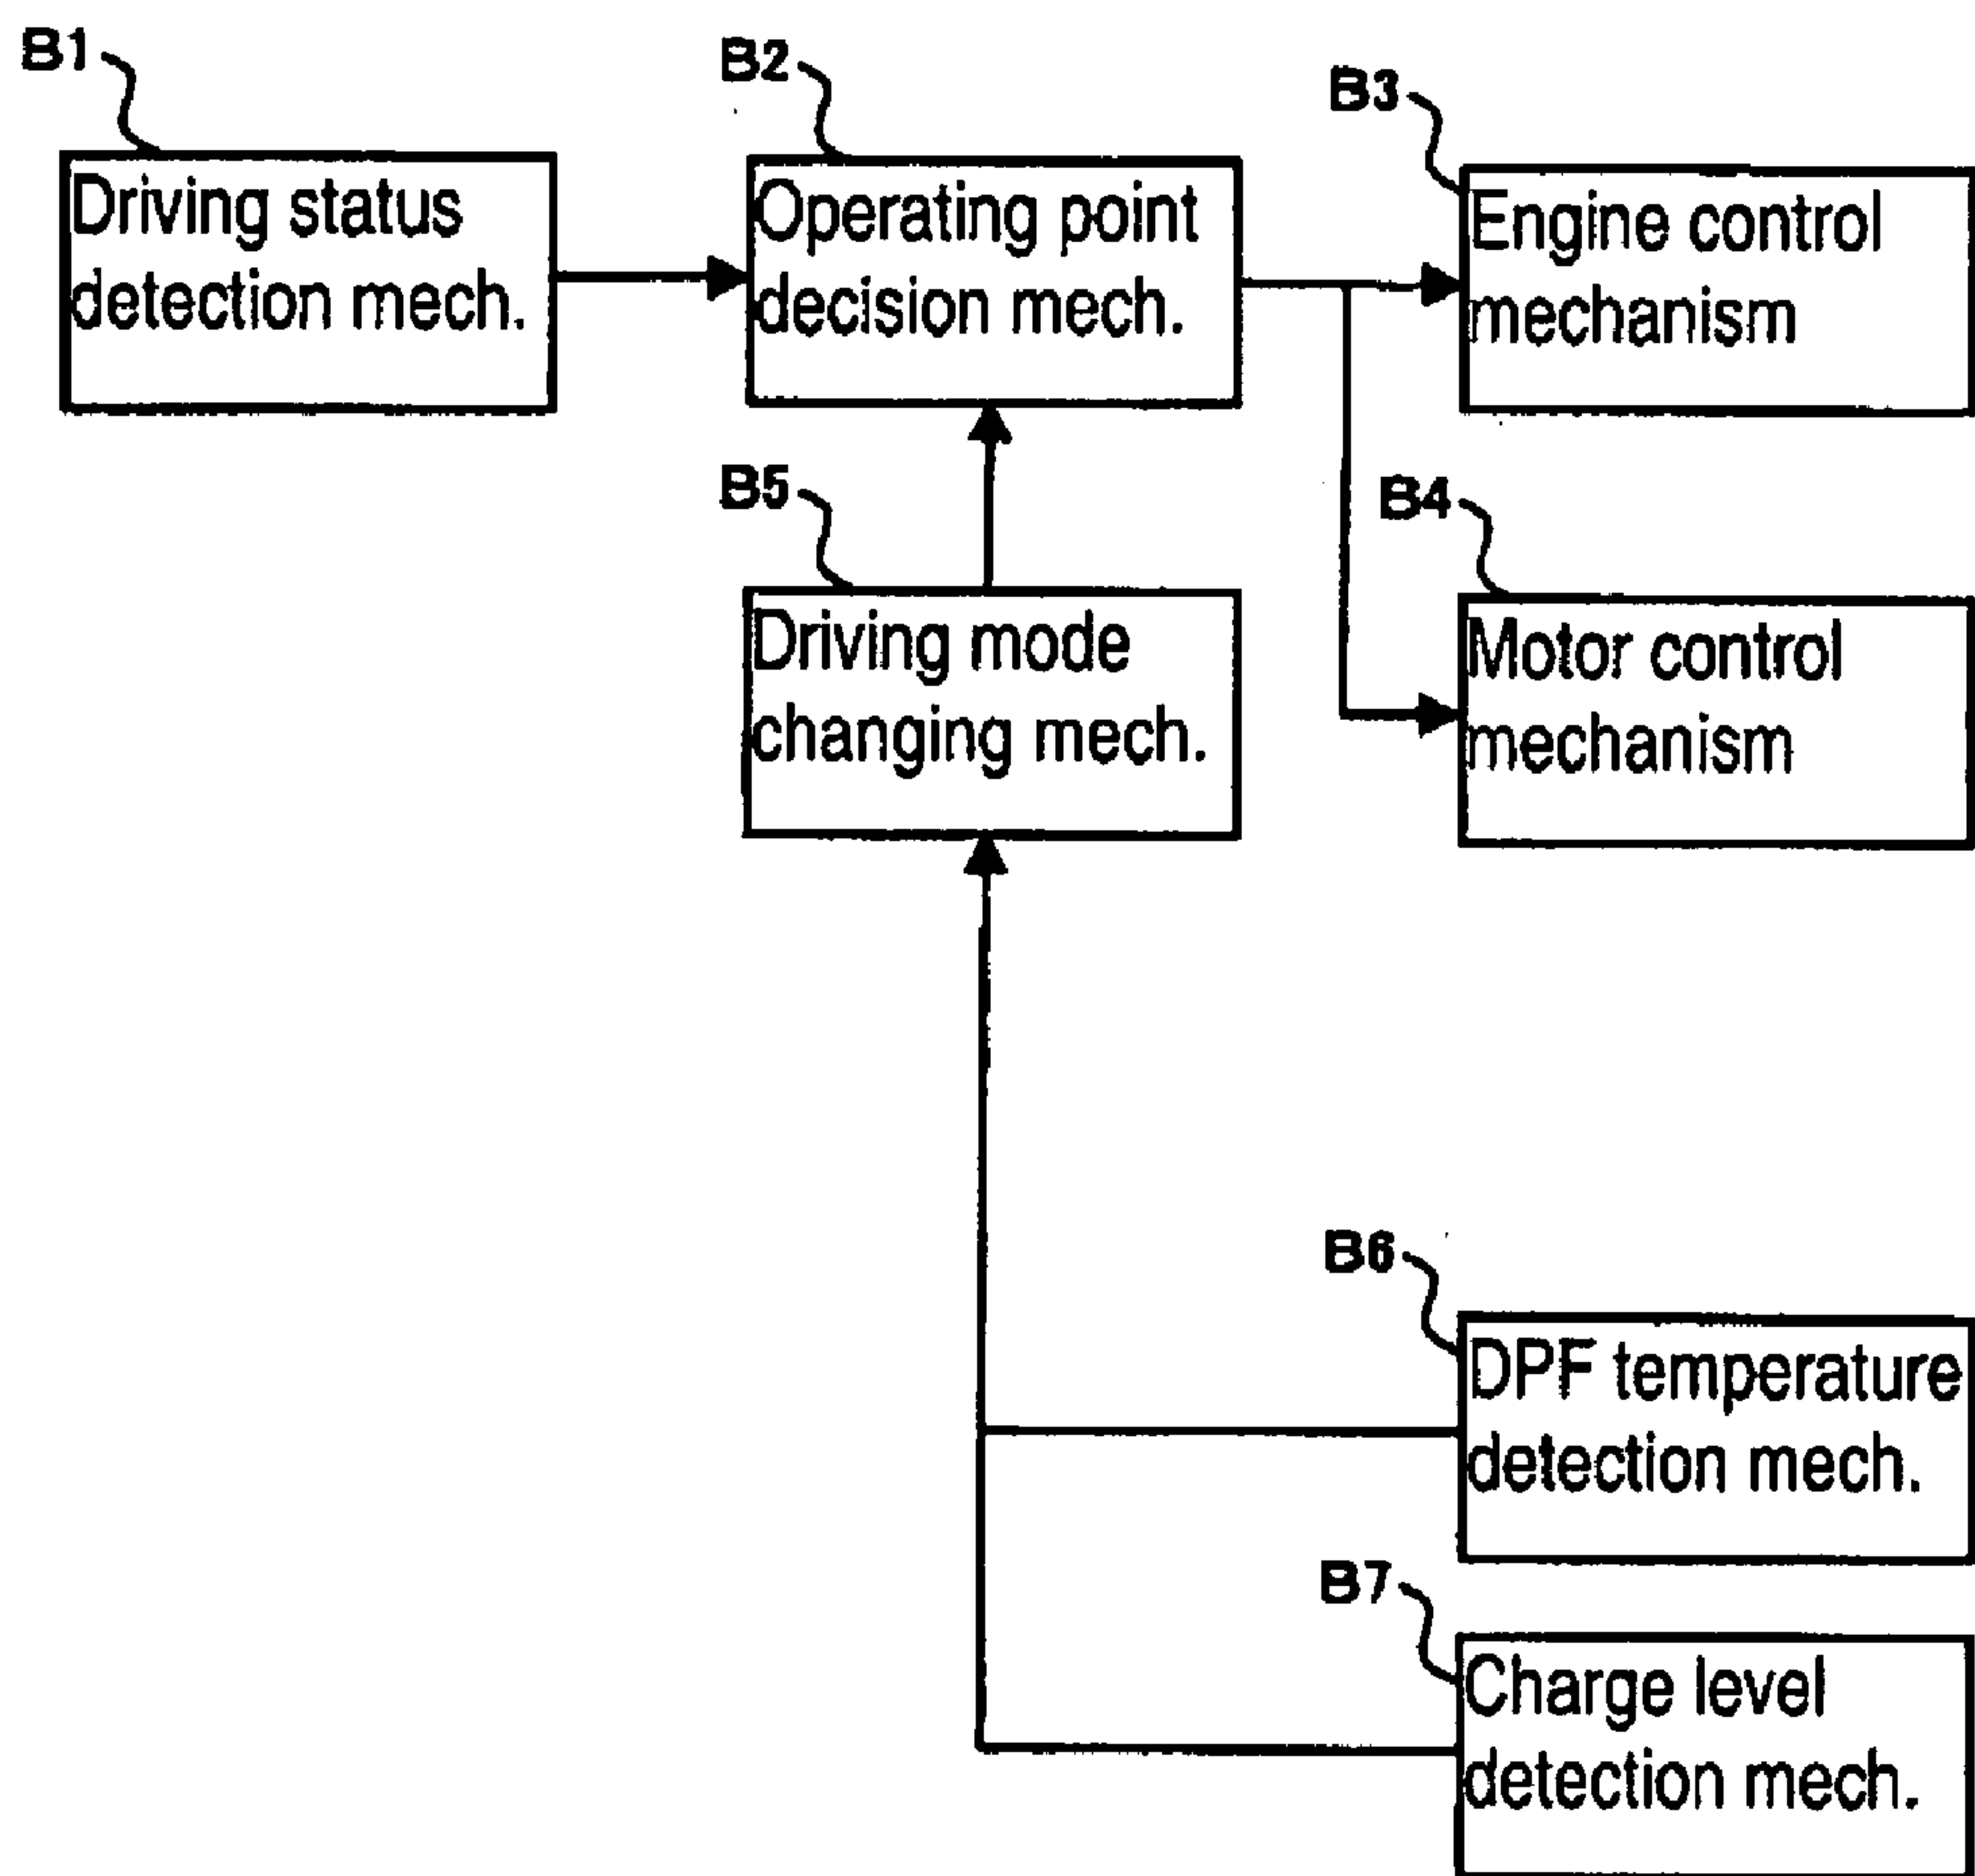 B1
Driving status
detection mech.
B2
Operating point
decision mech.
B3
Engine control
mechanism
B5
Driving mode
changing mech.
B4
Motor control
mechanism
B6
DPF temperature
detection mech.
B7
Charge level
detection mech.